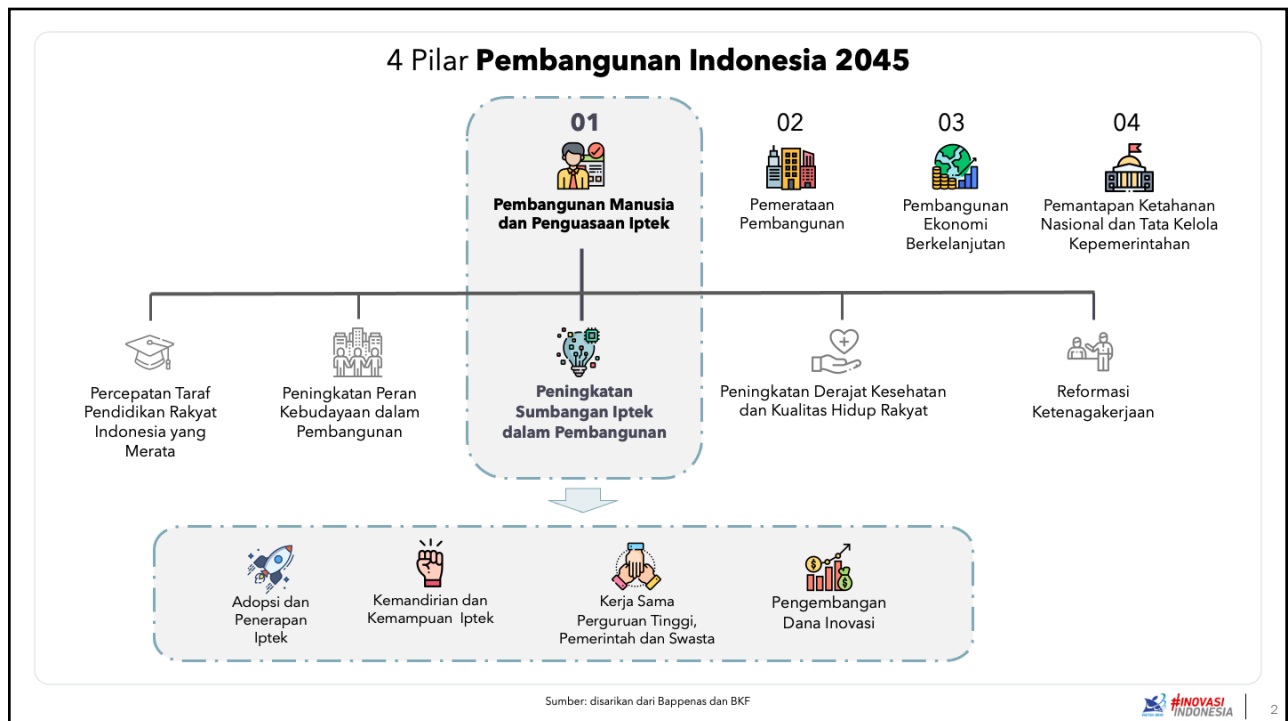 4 Pilar Pembangunan Indonesia 2045
01
Pembangunan Manusia
dan Penguasaan Iptek
02
Pemerataan
Pembangunan
03
Pembangunan
Ekonomi
Berkelanjutan
04
Pemantapan Ketahanan
Nasional dan Tata Kelola
Kepemerintahan
Percepatan Taraf
Pendidikan Rakyat
Indonesia yang
Merata
Peningkatan Peran
Kebudayaan dalam
Pembangunan
Peningkatan
Sumbangan Iptek
dalam Pembangunan
Peningkatan Derajat Kesehatan
dan Kualitas Hidup Rakyat
Reformasi
Ketenagakerjaan
Adopsi dan
Penerapan
Iptek
Kemandirian dan
Kemampuan Iptek
Kerja Sama
Perguruan Tinggi,
Pemerintah dan Swasta
Pengembangan
Dana Inovasi
Sumber: disarikan dari Bappenas dan BKF
#INOVASI
INDONESIA
2